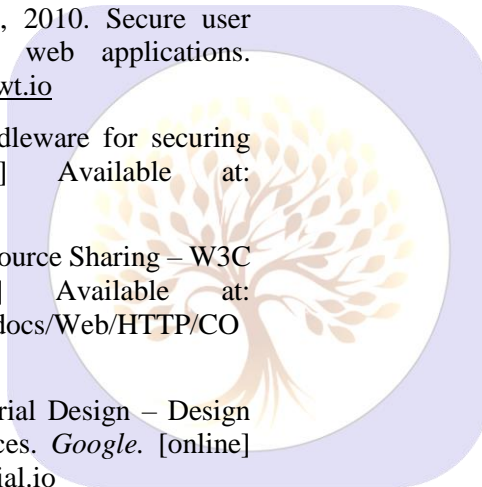 , 2010. Secure user
web applications.
wt.io
dleware for securing
] Available at:
ource Sharing – W3C
] Available at:
docs/Web/HTTP/CO
rial Design – Design
ces. Google. [online]
ial.io